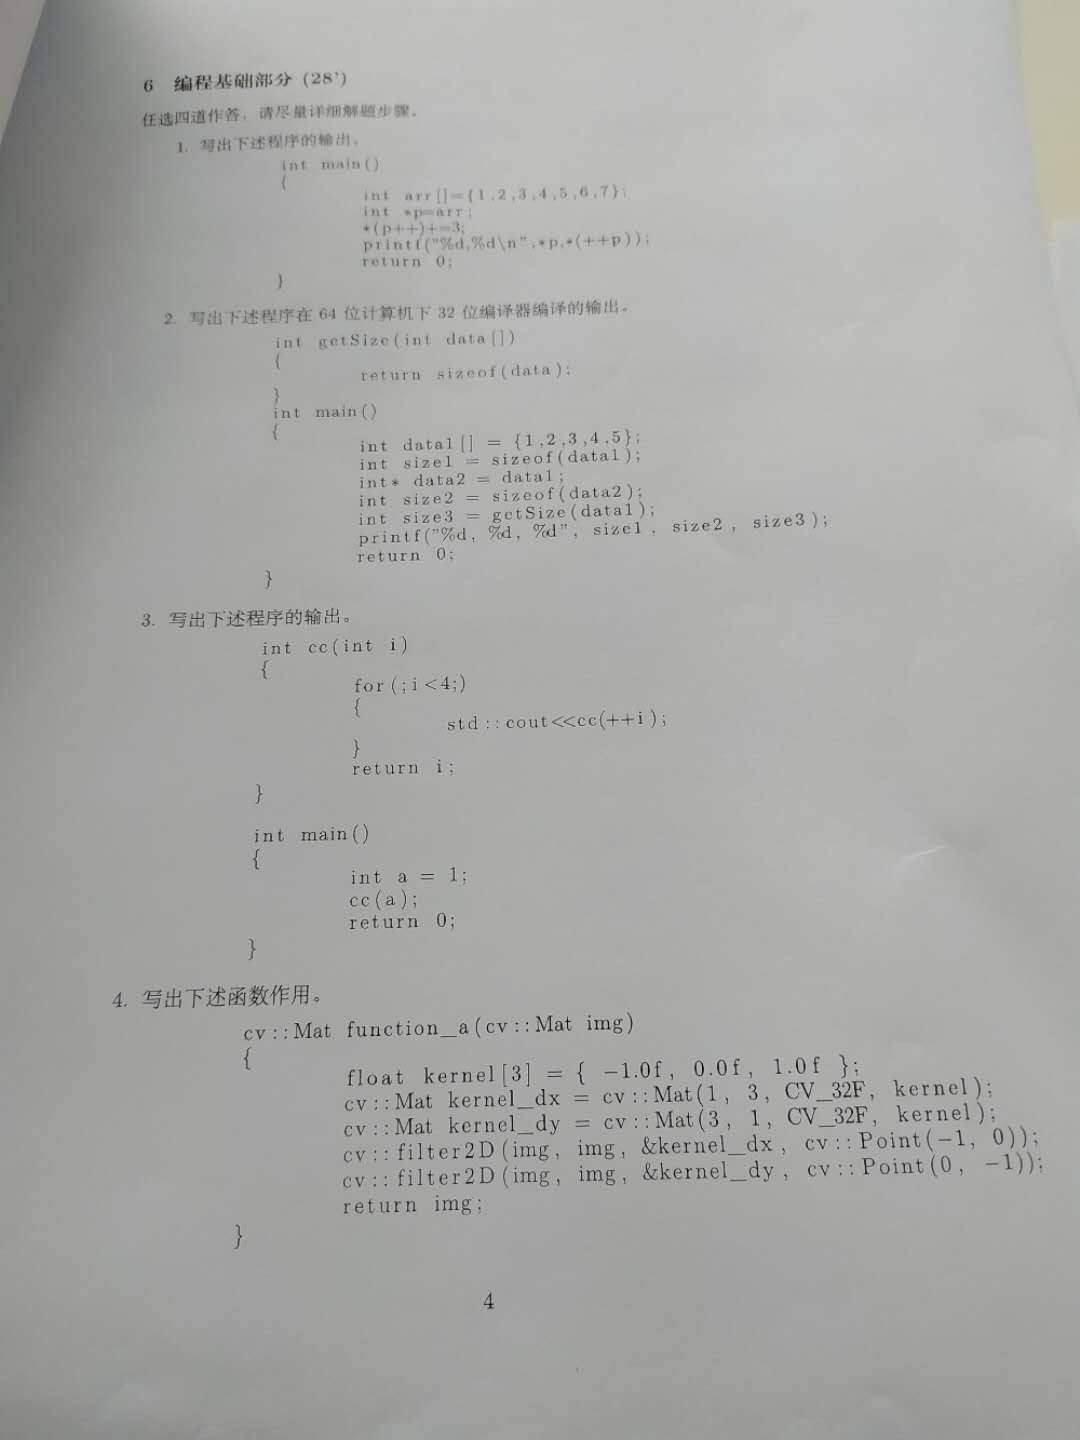 6 编程基础部分 (28')
任选四道作答，请尽量详细解题步骤。
1. 写出下述程序的输出。
int main()
{
int arr[]={1,2,3,4,5,6,7};
int *p=arr;
*(p++)+=3;
printf("%d,%d\n",*p,*(++p));
return 0;
}
2. 写出下述程序在 64 位计算机下 32 位编译器编译的输出。
int getSize(int data[])
{
return sizeof(data);
}
int main()
{
int data1[] = {1,2,3,4,5};
int size1 = sizeof(data1);
int* data2 = data1;
int size2 = sizeof(data2);
int size3 = getSize(data1);
printf("%d, %d, %d", size1, size2, size3);
return 0;
}
3. 写出下述程序的输出。
int cc(int i)
{
for(;i<4;)
{
std::cout<<cc(++i);
}
return i;
}
int main()
{
int a = 1;
cc(a);
return 0;
}
4. 写出下述函数作用。
cv::Mat function_a(cv::Mat img)
{
float kernel[3] = { -1.0f, 0.0f, 1.0f };
cv::Mat kernel_dx = cv::Mat(1, 3, CV_32F, kernel);
cv::Mat kernel_dy = cv::Mat(3, 1, CV_32F, kernel);
cv::filter2D(img, img, &kernel_dx, cv::Point(-1, 0));
cv::filter2D(img, img, &kernel_dy, cv::Point(0, -1));
return img;
}
4